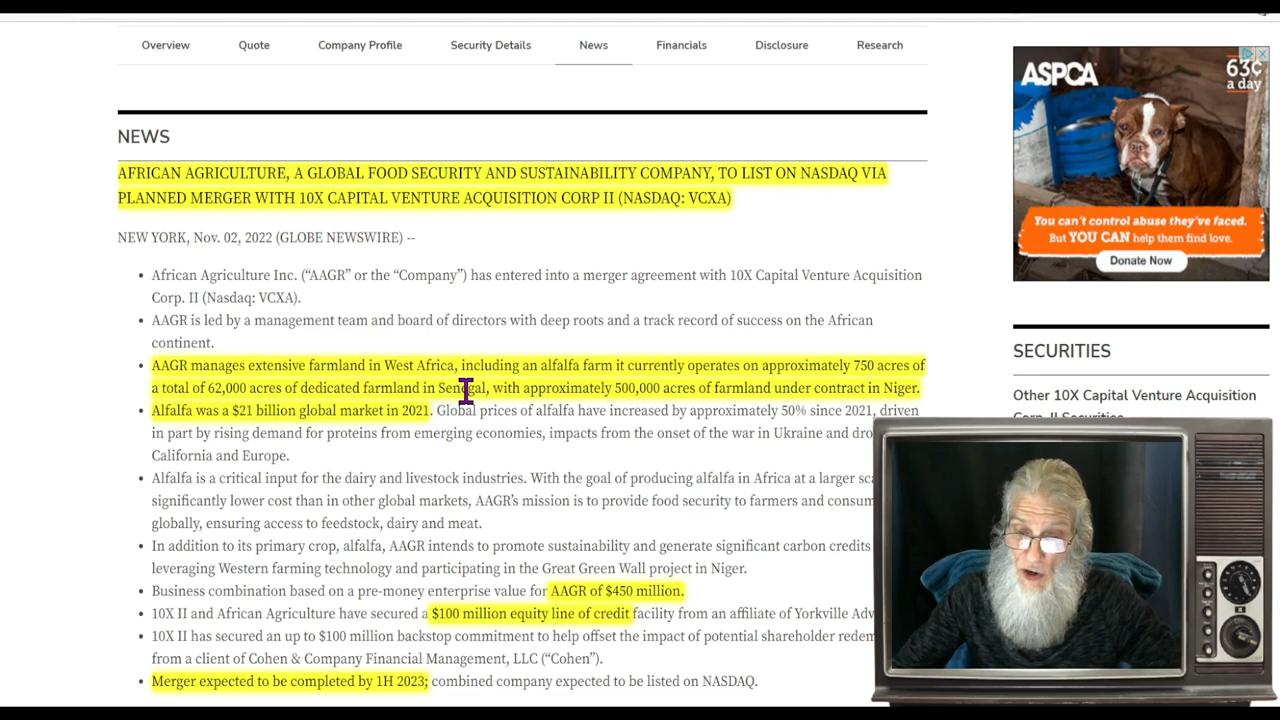 Overview Quote Company Profile Security Details News Financials Disclosure Research
NEWS
AFRICAN AGRICULTURE, A GLOBAL FOOD SECURITY AND SUSTAINABILITY COMPANY, TO LIST ON NASDAQ VIA
PLANNED MERGER WITH 10X CAPITAL VENTURE ACQUISITION CORP II (NASDAQ: VCXA)
NEW YORK, Nov. 02, 2022 (GLOBE NEWSWIRE) --
• African Agriculture Inc. (“AAGR” or the “Company”) has entered into a merger agreement with 10X Capital Venture Acquisition
Corp. II (Nasdaq: VCXA).
• AAGR is led by a management team and board of directors with deep roots and a track record of success on the African
continent.
• AAGR manages extensive farmland in West Africa, including an alfalfa farm it currently operates on approximately 750 acres of
a total of 62,000 acres of dedicated farmland in Senegal, with approximately 500,000 acres of farmland under contract in Niger.
• Alfalfa was a $21 billion global market in 2021. Global prices of alfalfa have increased by approximately 50% since 2021, driven
in part by rising demand for proteins from emerging economies, impacts from the onset of the war in Ukraine and
California and Europe.
• Alfalfa is a critical input for the dairy and livestock industries. With the goal of producing alfalfa in Africa at a larger
significantly lower cost than in other global markets, AAGR’s mission is to provide food security to farmers and
globally, ensuring access to feedstock, dairy and meat.
• In addition to its primary crop, alfalfa, AAGR intends to promote sustainability and generate significant carbon credits
leveraging Western farming technology and participating in the Great Green Wall project in Niger.
• Business combination based on a pre-money enterprise value for AAGR of $450 million.
• 10X II and African Agriculture have secured a $100 million equity line of credit facility from an affiliate of Yorkville
• 10X II has secured an up to $100 million backstop commitment to help offset the impact of potential shareholder
from a client of Cohen & Company Financial Management, LLC (“Cohen”).
• Merger expected to be completed by 1H 2023; combined company expected to be listed on NASDAQ.
ASPCA
63¢
a day
You can't control abuse they've faced.
But YOU CAN help them find love.
Donate Now
SECURITIES
Other 10X Capital Venture Acquisition